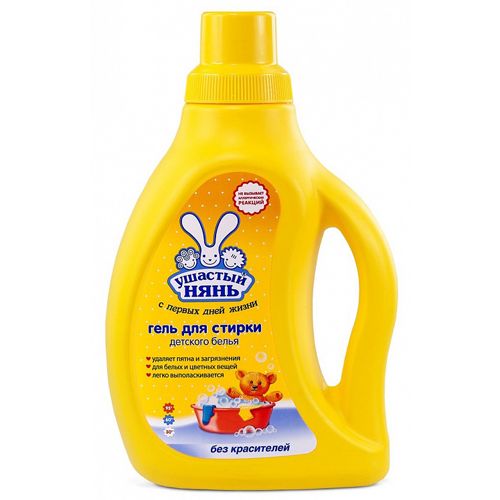 НЕ ВЫЗЫВАЕТ
АЛЛЕРГИЧЕСКИХ
РЕАКЦИЙ
УШАСТЫЙ
НЯНЬ
с первых дней жизни
гель для стирки
детского белья
удаляет пятна и загрязнения
для белых и цветных вещей
легко выполаскивается
без красителей